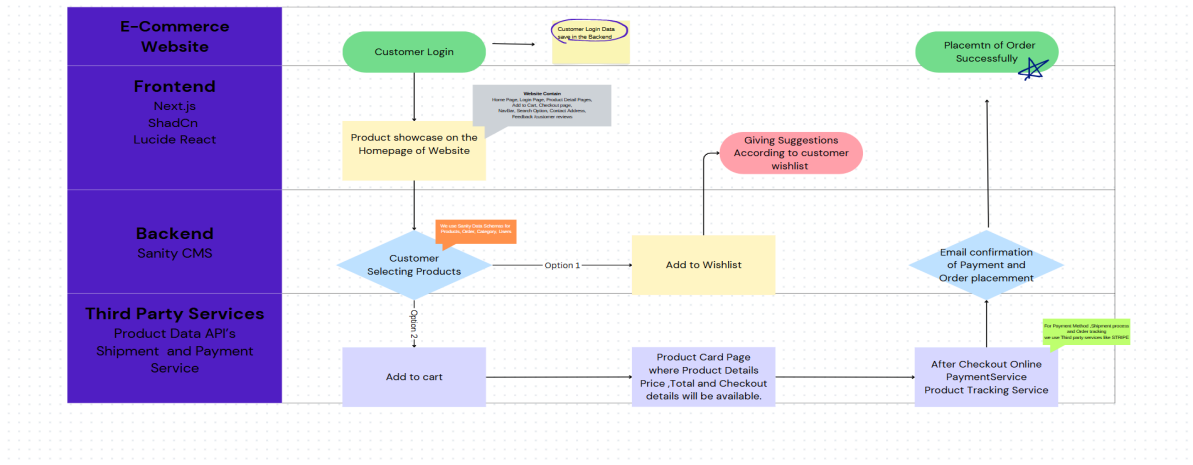 E-Commerce
Website
Frontend
Next.js
ShadCn
Lucide React
Backend
Sanity CMS
Third Party Services
Product Data API's
Shipment and Payment
Service
Customer Login
Customer Login Data
save in the Backend
Placemtn of Order
Successfully
Website Contain
Home Page, Login Page, Product Detail Pages,
Add to Cart, Checkout page,
NavBar, Search Option, Contact Address,
Feedback /customer reviews
Product showcase on the
Homepage of Website
Giving Suggestions
According to customer
wishlist
We use Sanity Data Schemes for
Products, Order, Category, Users
Customer
Selecting Products
Option 1
Add to Wishlist
Email confirmation
of Payment and
Order placemment
Option 2
Add to cart
Product Card Page
where Product Details
Price ,Total and Checkout
details will be available.
After Checkout Online
PaymentService
Product Tracking Service
For Payment Method ,Shipment process
and Order tracking
we use Third party services like STRIPE